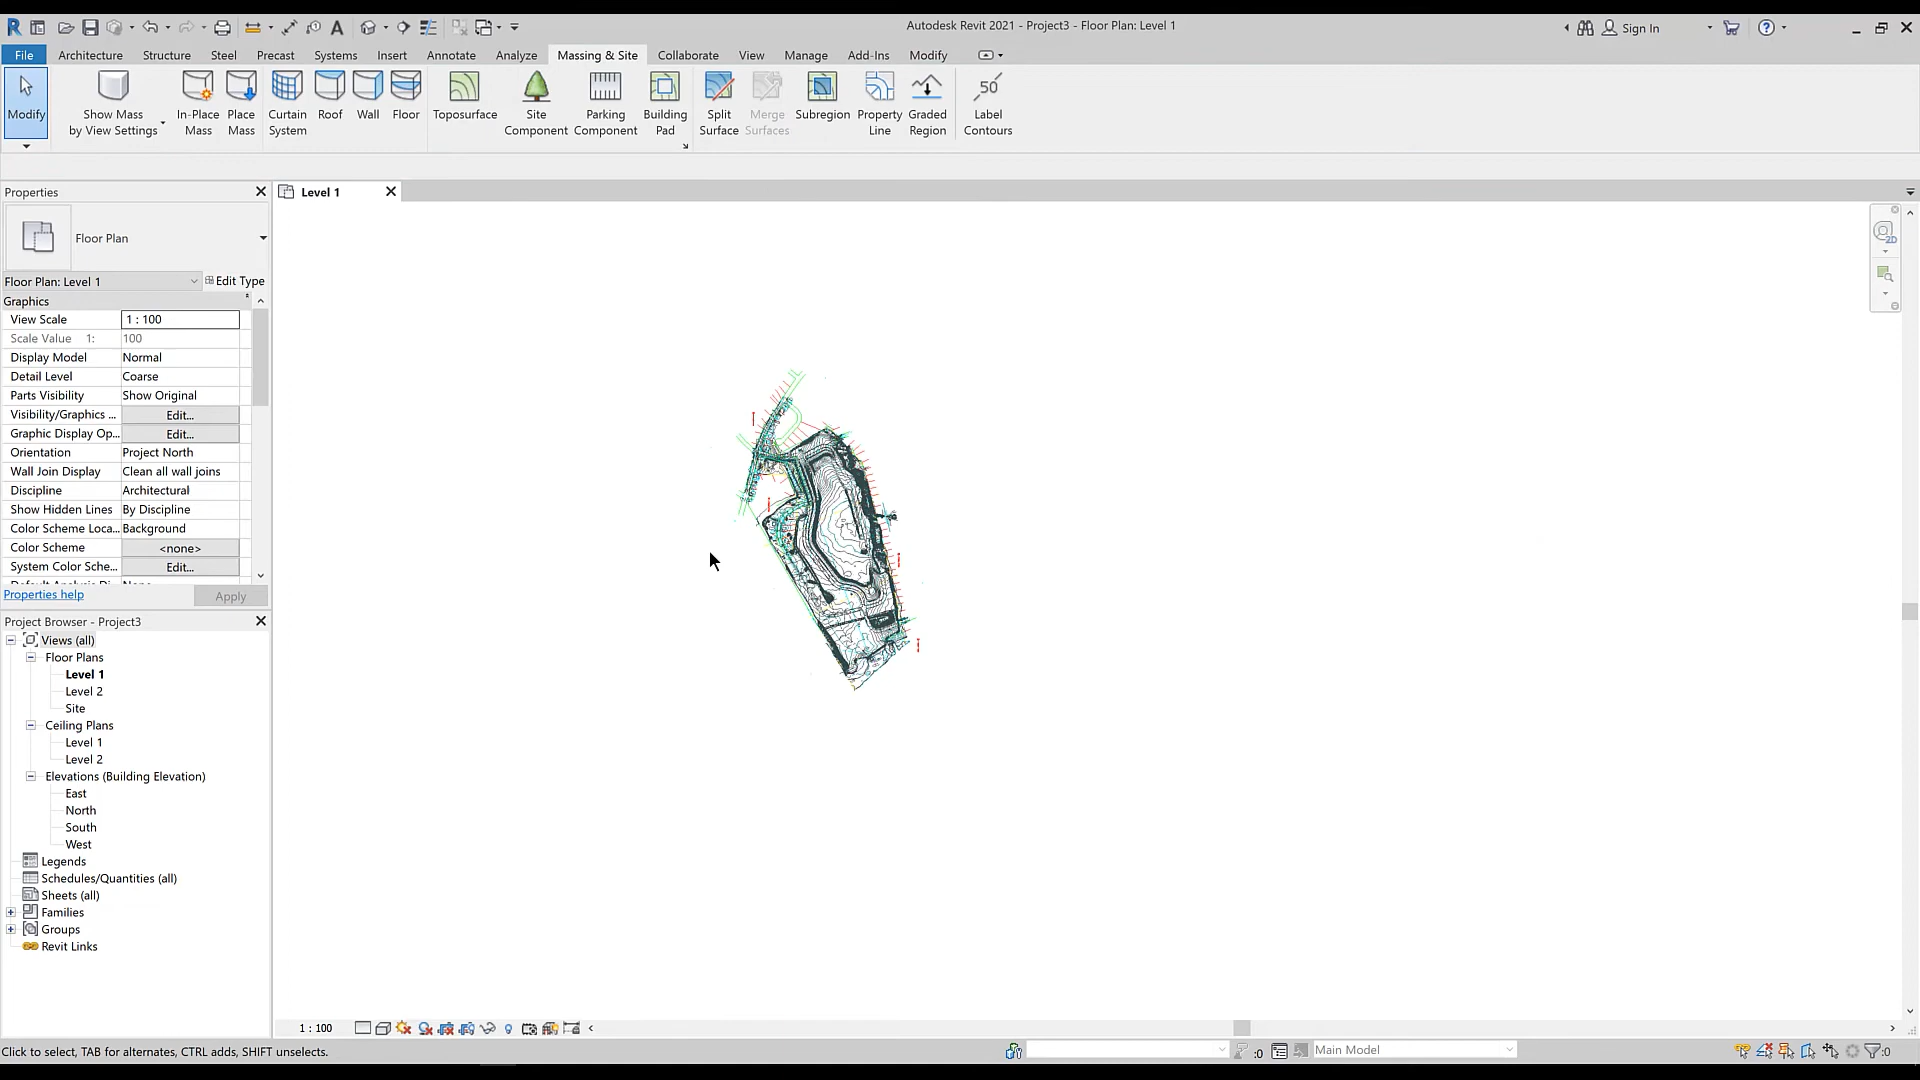 Autodesk Revit 2021 - Project3 - Floor Plan: Level 1
Sign In
File Architecture Structure Steel Precast Systems Insert Annotate Analyze Massing & Site Collaborate View Manage Add-Ins Modify
Modify
Show Mass
by View Settings
In-Place
Mass
Place
Mass
Curtain
System
Roof
Wall
Floor
Toposurface
Site
Component
Parking
Component
Building
Pad
Split
Surface
Merge
Surfaces
Subregion
Property
Line
Graded
Region
50
Label
Contours
Properties
Level 1
Floor Plan
Floor Plan: Level 1
Edit Type
Graphics
View Scale 1 : 100
Scale Value 1: 100
Display Model Normal
Detail Level Coarse
Parts Visibility Show Original
Visibility/Graphics ... Edit...
Graphic Display Op... Edit...
Orientation Project North
Wall Join Display Clean all wall joins
Discipline Architectural
Show Hidden Lines By Discipline
Color Scheme Loca... Background
Color Scheme <none>
System Color Sche... Edit...
Properties help
Apply
Project Browser - Project3
Views (all)
Floor Plans
Level 1
Level 2
Site
Ceiling Plans
Level 1
Level 2
Elevations (Building Elevation)
East
North
South
West
Legends
Schedules/Quantities (all)
Sheets (all)
Families
Groups
Revit Links
2D
1 : 100
Click to select, TAB for alternates, CTRL adds, SHIFT unselects.
:0
Main Model
:0